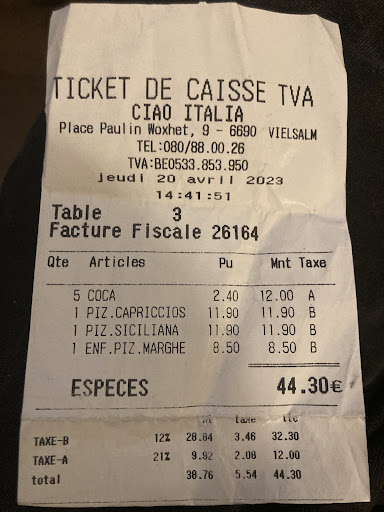 TICKET DE CAISSE TVA
CIAO ITALIA
Place Paulin Woxhet, 9 - 6690 VIELSALM
TEL:080/88.00.26
TVA:BE0533.853.950
jeudi 20 avril 2023
14:41:51
Table 3
Facture Fiscale 26164
Qte Articles Pu Mnt Taxe
5 COCA 2.40 12.00 A
1 PIZ.CAPRICCIOS 11.90 11.90 B
1 PIZ.SICILIANA 11.90 11.90 B
1 ENF.PIZ.MARGHE 8.50 8.50 B
ESPECES 44.30€
ht taxe ttc
TAXE-B 12% 28.84 3.46 32.30
TAXE-A 21% 9.92 2.08 12.00
total 38.76 5.54 44.30